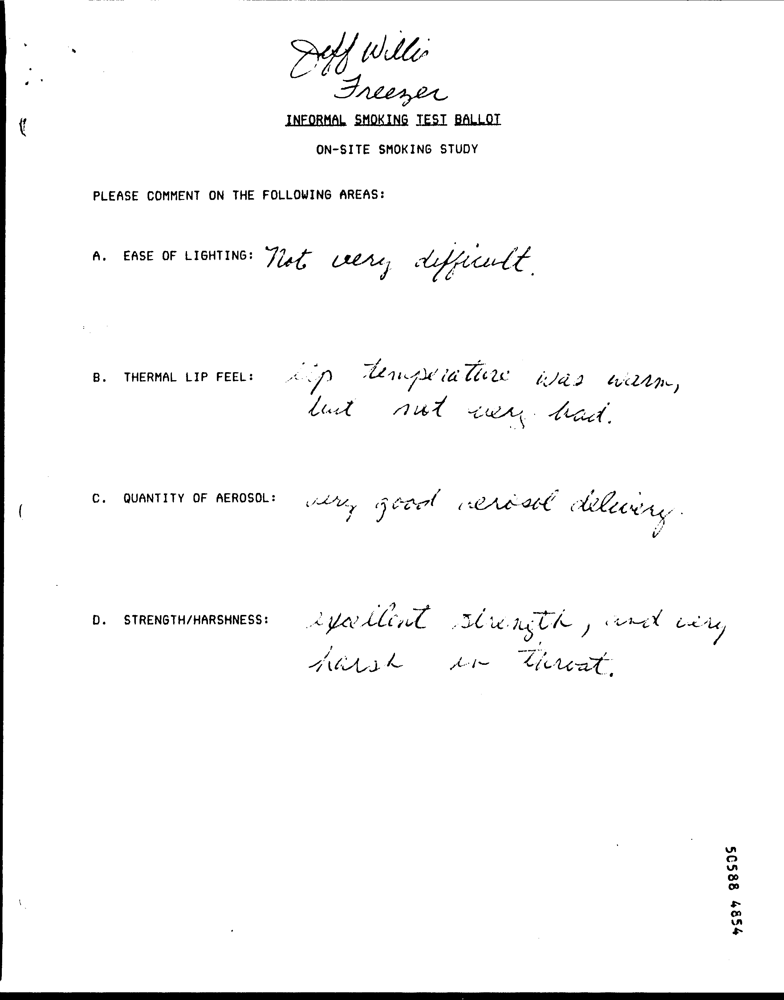 Jeff Willis
Freezer
INFORMAL SMOKING TEST BALLOT
ON-SITE SMOKING STUDY
PLEASE COMMENT ON THE FOLLOWING AREAS:
A. EASE OF LIGHTING: Not very difficult.
B. THERMAL LIP FEEL: lip temperature was warm,
but not very bad.
C. QUANTITY OF AEROSOL: very good aerosol delivery.
D. STRENGTH/HARSHNESS: excellent strength, and very
harsh in throat.
50588 4854